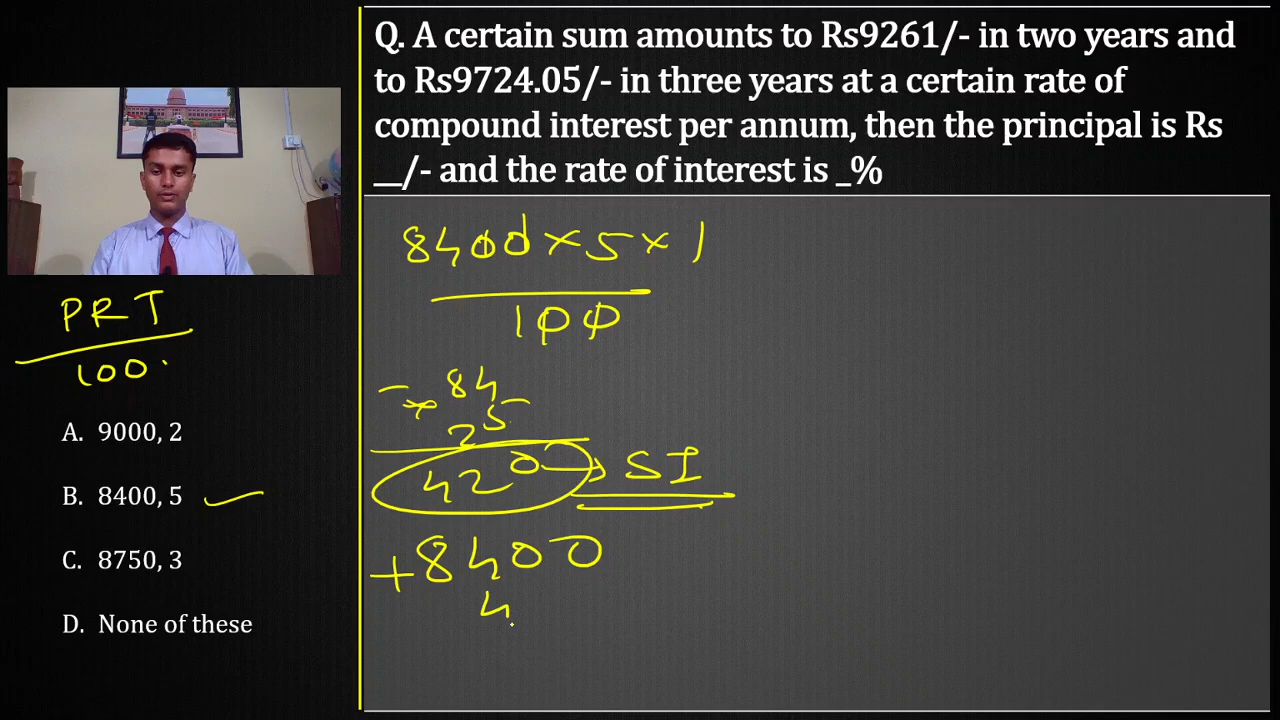 Q. A certain sum amounts to Rs9261/- in two years and
to Rs9724.05/- in three years at a certain rate of
compound interest per annum, then the principal is Rs
__/- and the rate of interest is _%
8400 × 5 × 1
100
PRT
100
84
× 5
2
420 → SI
+ 8400
4
A. 9000, 2
B. 8400, 5
C. 8750, 3
D. None of these